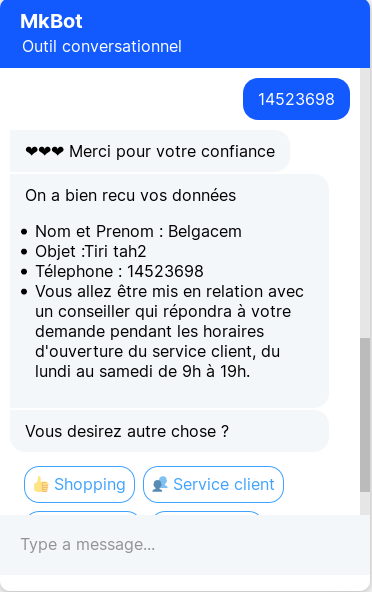 MkBot
Outil conversationnel
14523698
❤❤❤ Merci pour votre confiance
On a bien recu vos données
• Nom et Prenom : Belgacem
• Objet :Tiri tah2
• Télephone : 14523698
• Vous allez être mis en relation avec
un conseiller qui répondra à votre
demande pendant les horaires
d'ouverture du service client, du
lundi au samedi de 9h à 19h.
Vous desirez autre chose ?
👍 Shopping
👥 Service client
Type a message...